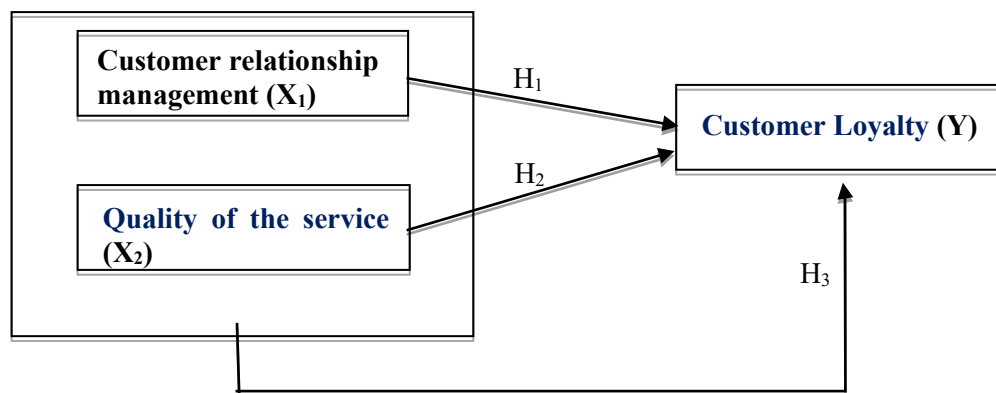 Customer relationship
management (X₁)
H₁
Customer Loyalty (Y)
H₂
Quality of the service
(X₂)
H₃